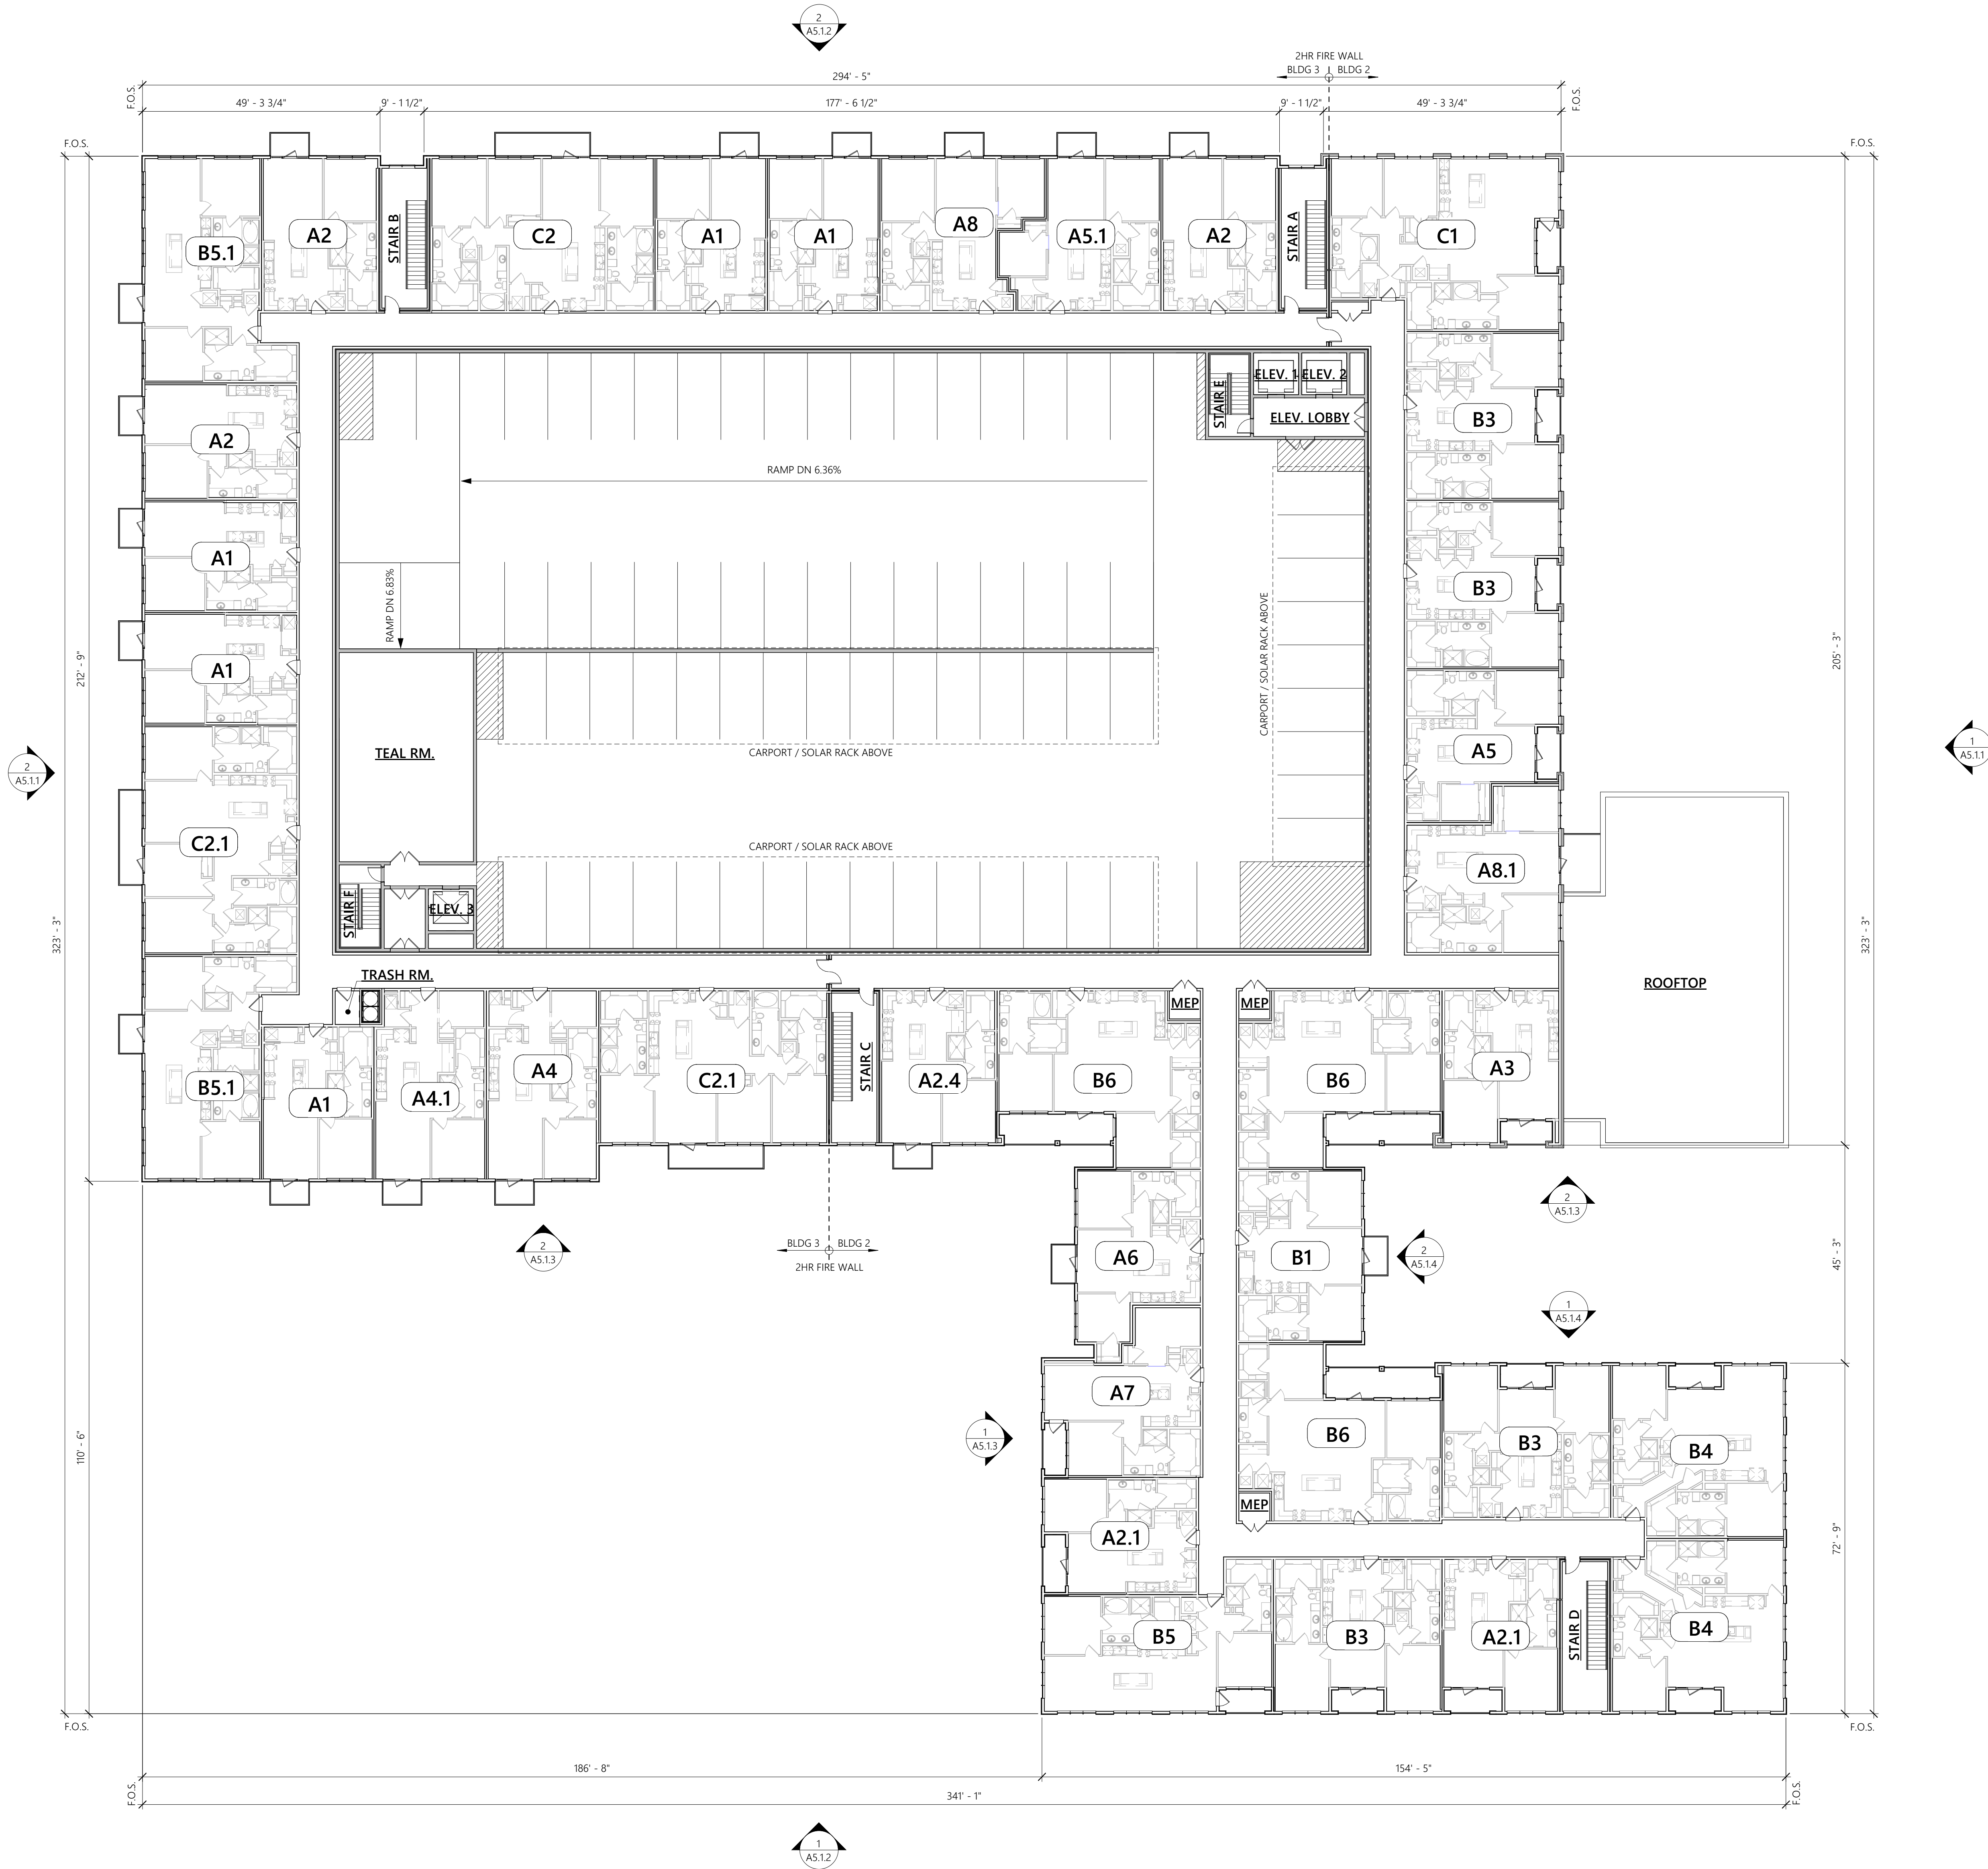 2
A5.1.2
2HR FIRE WALL
BLDG 3
BLDG 2
294' - 5"
F.O.S.
F.O.S.
49' - 3 3/4"
9' - 1 1/2"
177' - 6 1/2"
9' - 1 1/2"
49' - 3 3/4"
F.O.S.
F.O.S.
B5.1
A2
STAIR B
C2
A1
A1
A8
A5.1
A2
STAIR A
C1
STAIR E
ELEV. 1
ELEV. 2
ELEV. LOBBY
B3
A2
RAMP DN 6.36%
A1
RAMP DN 6.83%
B3
CARPORT / SOLAR RACK ABOVE
A1
212' - 9"
205' - 3"
TEAL RM.
CARPORT / SOLAR RACK ABOVE
A5
2
A5.1.1
1
A5.1.1
C2.1
CARPORT / SOLAR RACK ABOVE
A8.1
STAIR F
ELEV. 3
323' - 3"
323' - 3"
TRASH RM.
ROOFTOP
MEP
MEP
B5.1
A1
A4.1
A4
C2.1
STAIR C
A2.4
B6
B6
A3
2
A5.1.3
2
A5.1.3
BLDG 3
BLDG 2
2HR FIRE WALL
A6
B1
2
A5.1.4
45' - 3"
1
A5.1.4
A7
1
A5.1.3
B6
B3
B4
110' - 6"
MEP
A2.1
72' - 9"
B5
B3
A2.1
STAIR D
B4
F.O.S.
F.O.S.
186' - 8"
154' - 5"
F.O.S.
341' - 1"
F.O.S.
1
A5.1.2